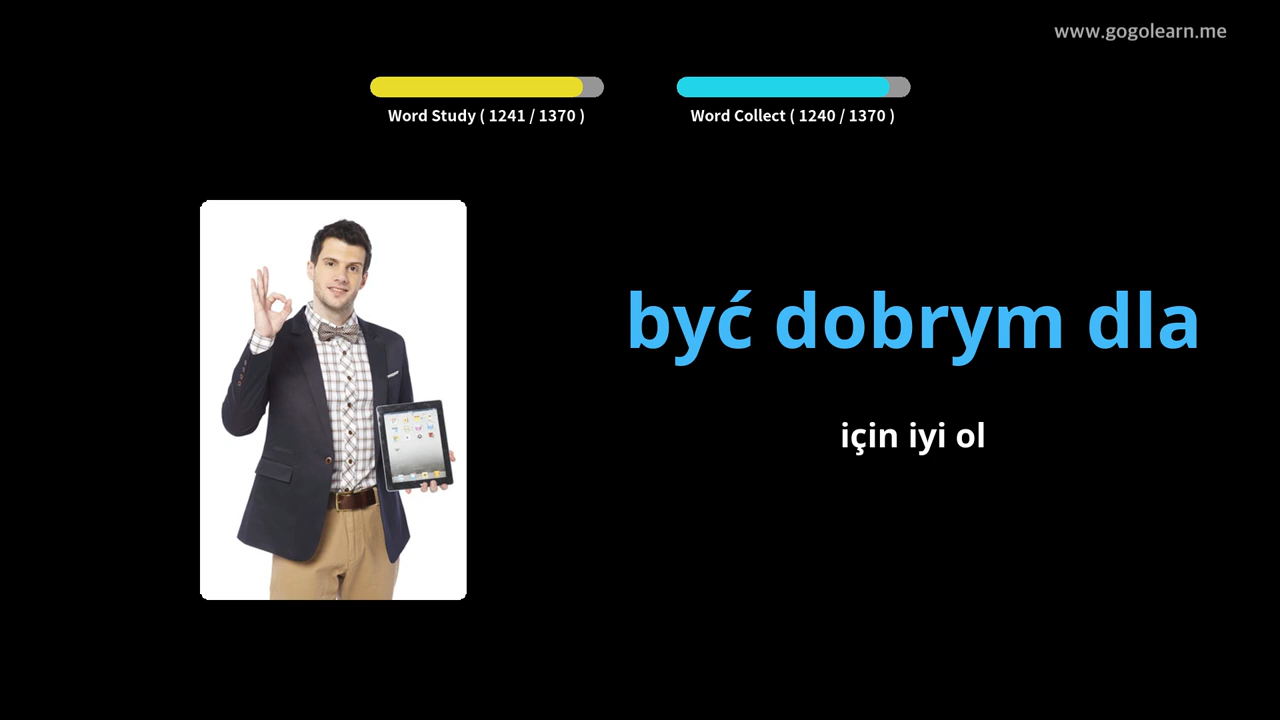 www.gogolearn.me
Word Study ( 1241 / 1370 )
Word Collect ( 1240 / 1370 )
być dobrym dla
için iyi ol